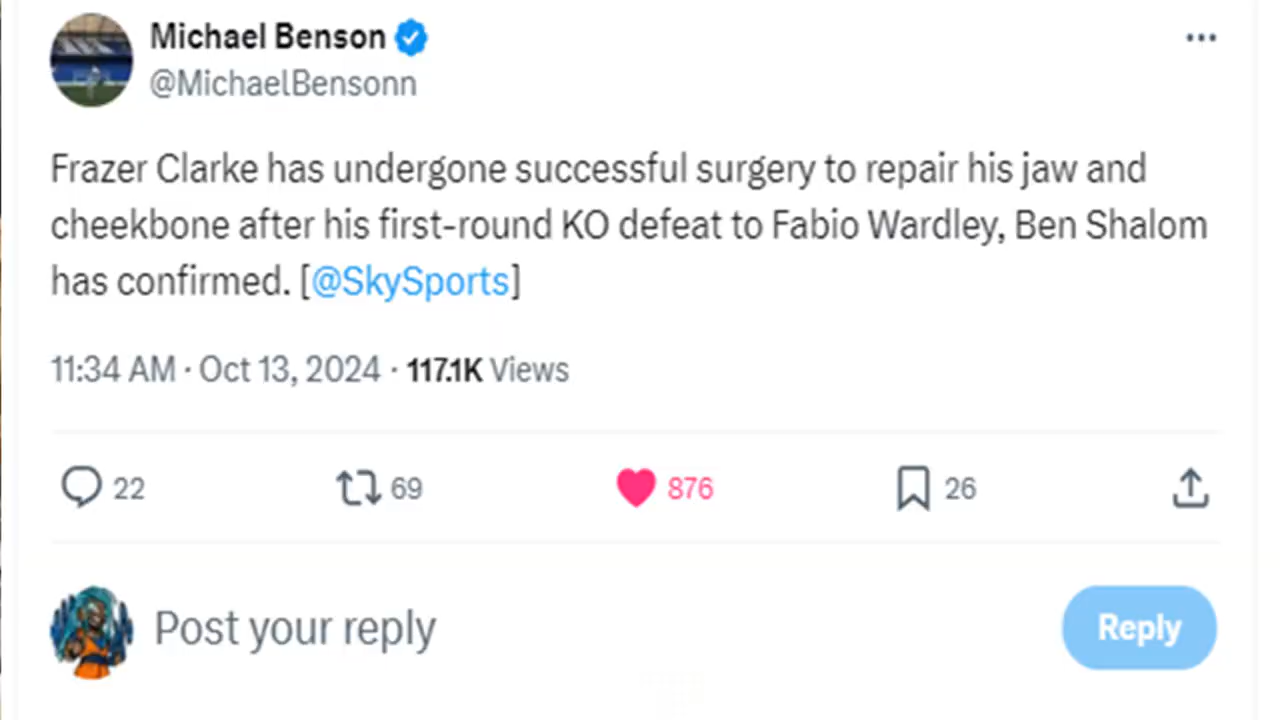 Michael Benson
@MichaelBensonn
Frazer Clarke has undergone successful surgery to repair his jaw and
cheekbone after his first-round KO defeat to Fabio Wardley, Ben Shalom
has confirmed. [@SkySports]
11:34 AM · Oct 13, 2024 · 117.1K Views
22 69 876 26
Post your reply
Reply